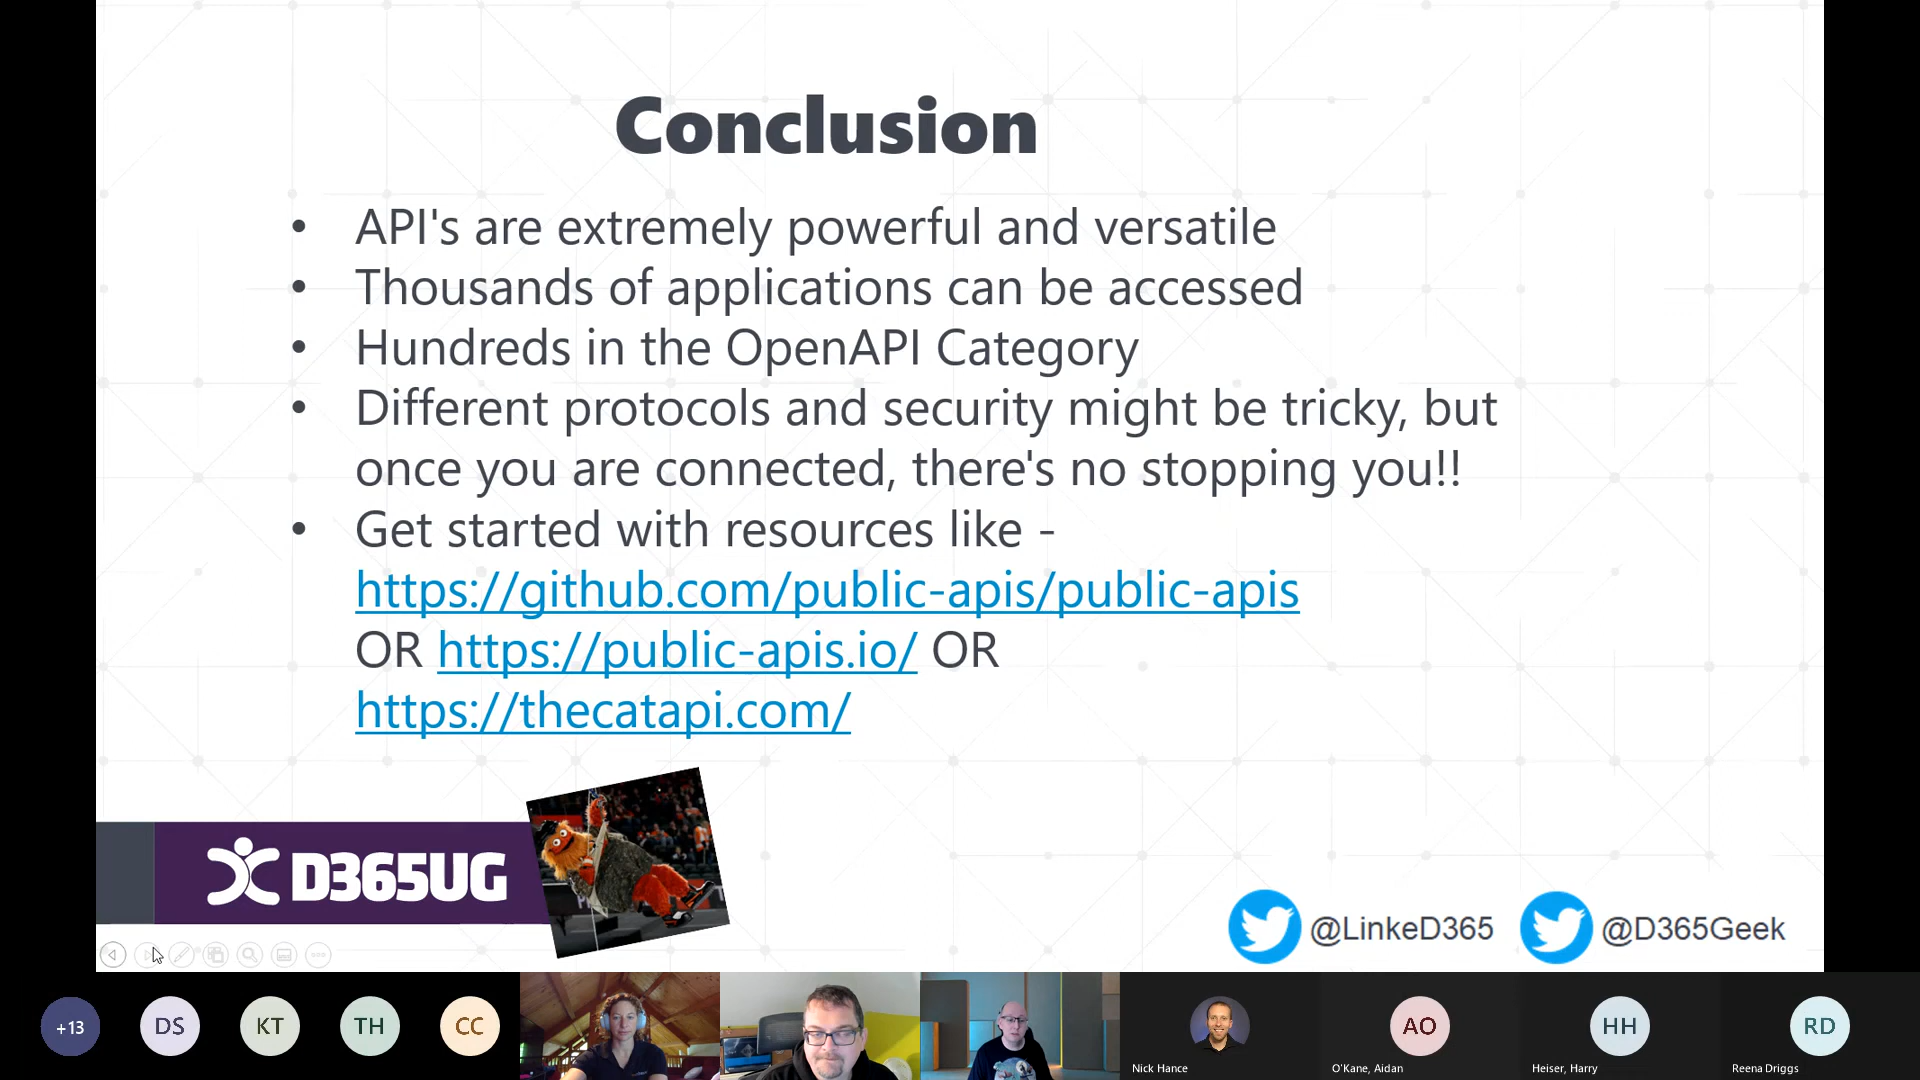 Conclusion
• API's are extremely powerful and versatile
• Thousands of applications can be accessed
• Hundreds in the OpenAPI Category
• Different protocols and security might be tricky, but
once you are connected, there's no stopping you!!
• Get started with resources like -
https://github.com/public-apis/public-apis
OR https://public-apis.io/ OR
https://thecatapi.com/
D365UG
@LinkeD365
@D365Geek
+13
DS
KT
TH
CC
AO
HH
RD
Nick Hance
O'Kane, Aidan
Heiser, Harry
Reena Driggs